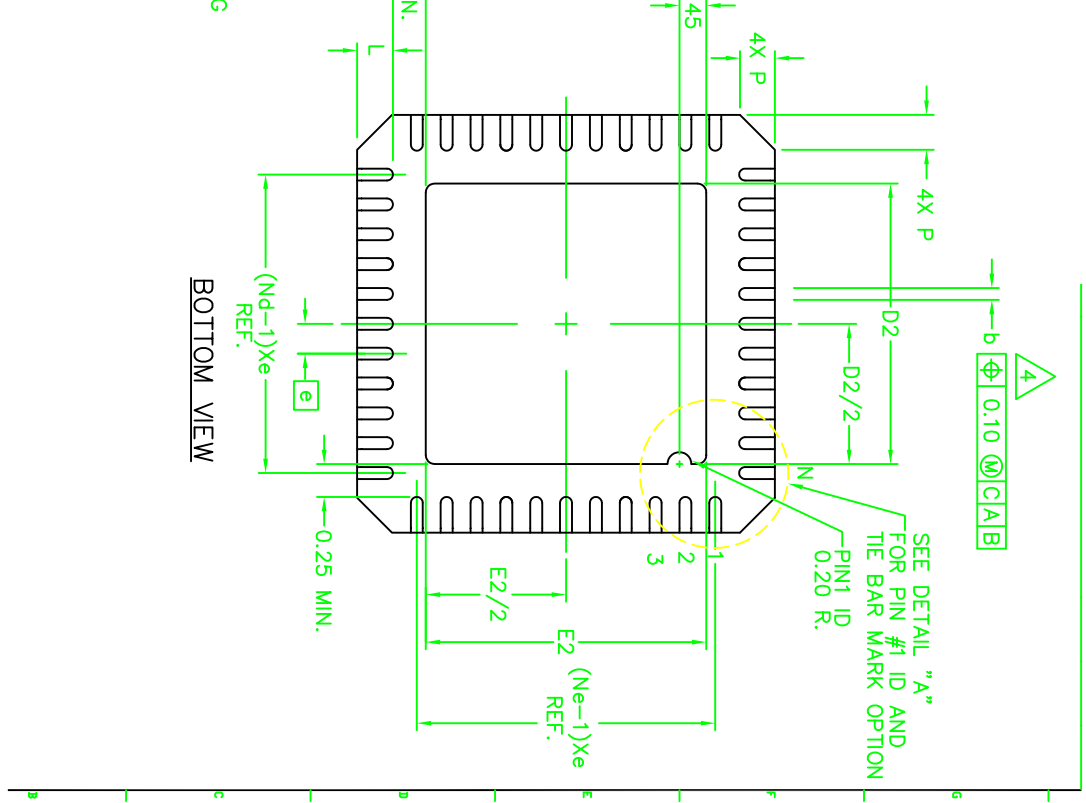 G
N.
L
45
4X P
4X P
D2
D2/2
b
0.10 Ⓜ C A B
4
N
SEE DETAIL "A"
FOR PIN #1 ID AND
TIE BAR MARK OPTION
PIN1 ID
0.20 R.
1
2
3
(Nd-1)Xe
REF.
e
0.25 MIN.
E2/2
E2
(Ne-1)Xe
REF.
BOTTOM VIEW
B
C
D
E
F
G